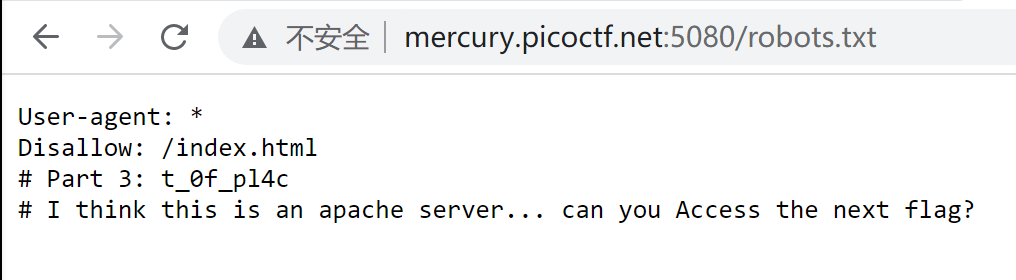 不安全 mercury.picoctf.net:5080/robots.txt
User-agent: *
Disallow: /index.html
# Part 3: t_0f_pl4c
# I think this is an apache server... can you Access the next flag?